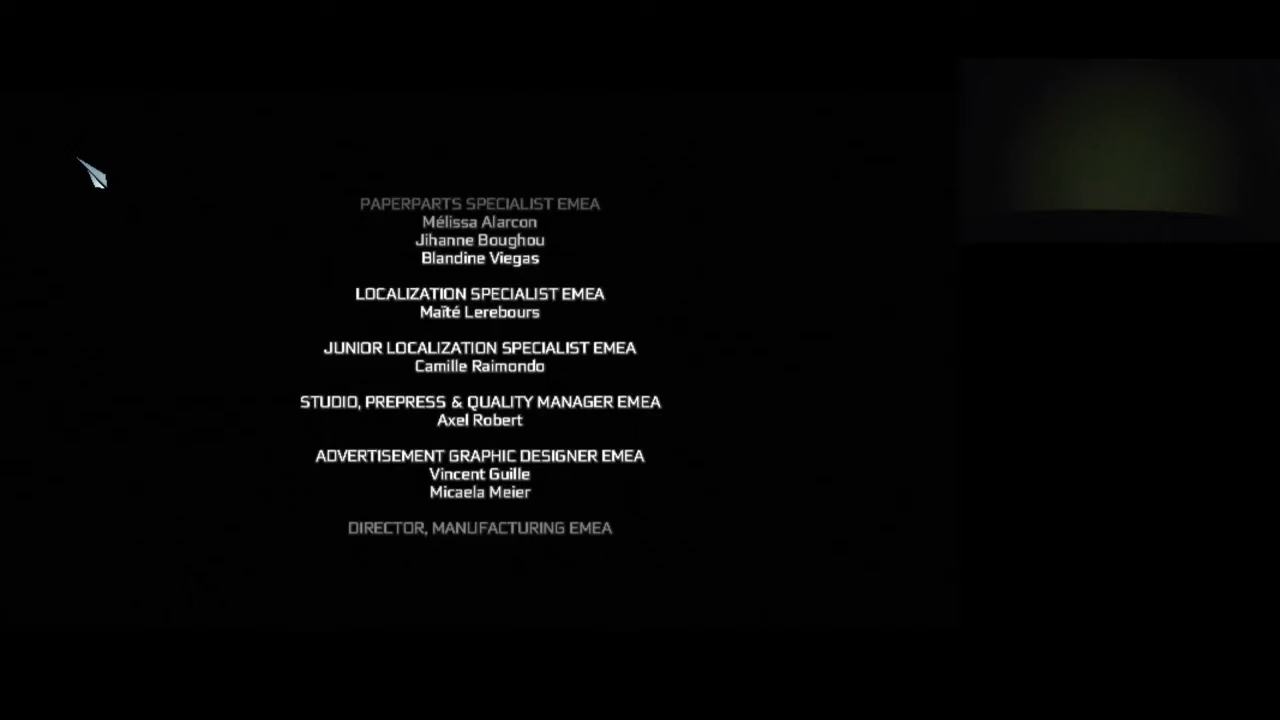 PAPERPARTS SPECIALIST EMEA
Mélissa Alarcon
Jihanne Boughou
Blandine Viegas
LOCALIZATION SPECIALIST EMEA
Maïté Lerebours
JUNIOR LOCALIZATION SPECIALIST EMEA
Camille Raimondo
STUDIO, PREPRESS & QUALITY MANAGER EMEA
Axel Robert
ADVERTISEMENT GRAPHIC DESIGNER EMEA
Vincent Guille
Micaela Meier
DIRECTOR, MANUFACTURING EMEA